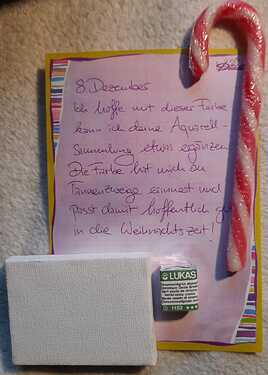 8. Dezember
Ich hoffe mit dieser Farbe
kann ich deine Aquarell-
sammlung etwas ergänzen.
Die Farbe hat mich an
Tannenzweige erinnert und
passt damit hoffentlich gut
in die Weihnachtszeit!
LUKAS
1152